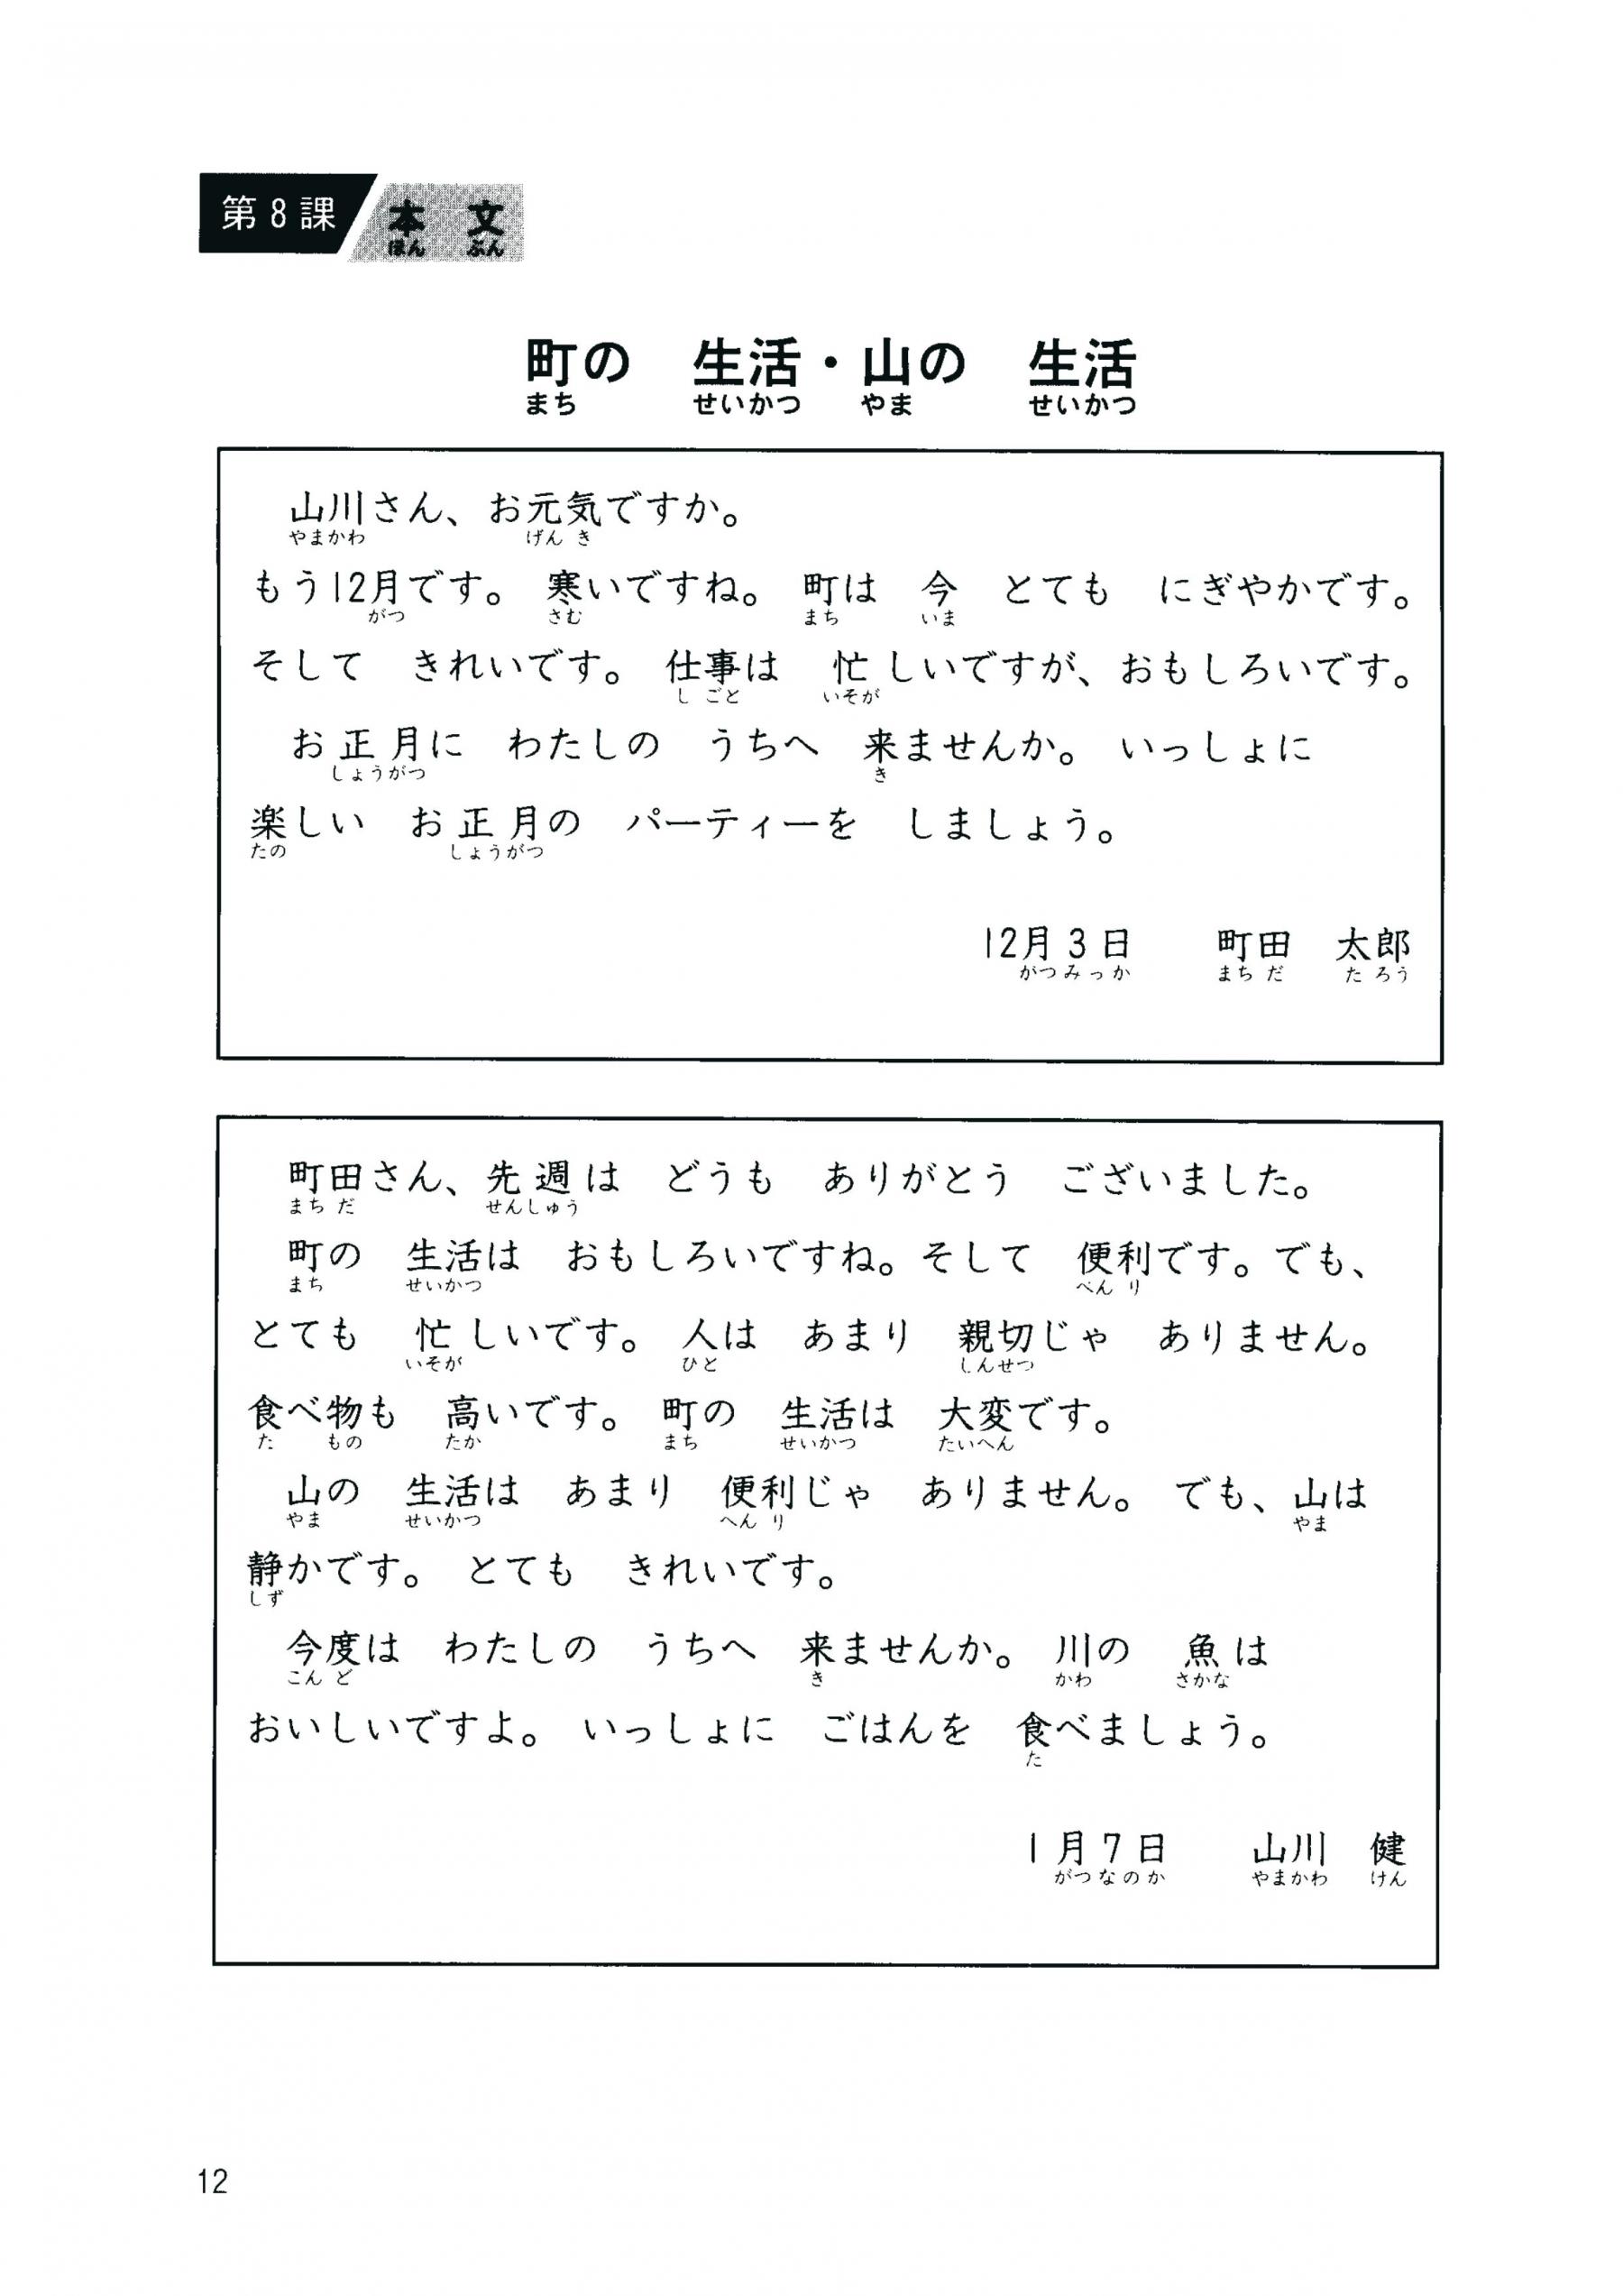 第8課 本文
ほん ぶん
町の 生活・山の 生活
まち せいかつ やま せいかつ
山川さん、お元気ですか。
やまかわ げん き
もう12月です。 寒いですね。 町は 今 とても にぎやかです。
がつ さむ まち いま
そして きれいです。 仕事は 忙しいですが、おもしろいです。
し ごと いそが
お正月に わたしの うちへ 来ませんか。 いっしょに
しょうがつ き
楽しい お正月の パーティーを しましょう。
たの しょうがつ
12月3日 町田 太郎
がつみっか まち だ た ろう
町田さん、先週は どうも ありがとう ございました。
まち だ せんしゅう
町の 生活は おもしろいですね。そして 便利です。でも、
まち せいかつ べん り
とても 忙しいです。 人は あまり 親切じゃ ありません。
いそが ひと しんせつ
食べ物も 高いです。 町の 生活は 大変です。
た もの たか まち せいかつ たいへん
山の 生活は あまり 便利じゃ ありません。 でも、山は
やま せいかつ へん り やま
静かです。 とても きれいです。
しず
今度は わたしの うちへ 来ませんか。 川の 魚は
こん ど き かわ さかな
おいしいですよ。 いっしょに ごはんを 食べましょう。
た
1月7日 山川 健
がつなのか やまかわ けん
12